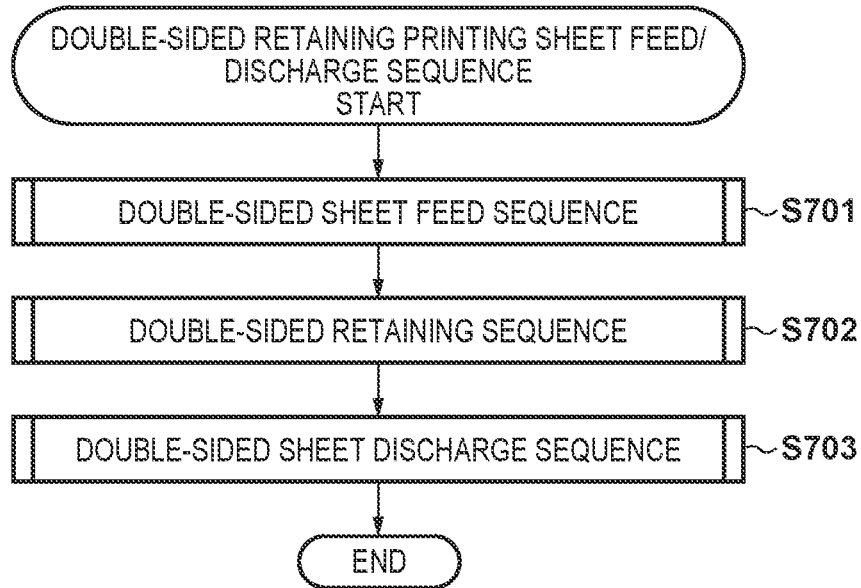 DOUBLE-SIDED RETAINING PRINTING SHEET FEED/
DISCHARGE SEQUENCE
START
DOUBLE-SIDED SHEET FEED SEQUENCE
S701
DOUBLE-SIDED RETAINING SEQUENCE
S702
DOUBLE-SIDED SHEET DISCHARGE SEQUENCE
S703
END